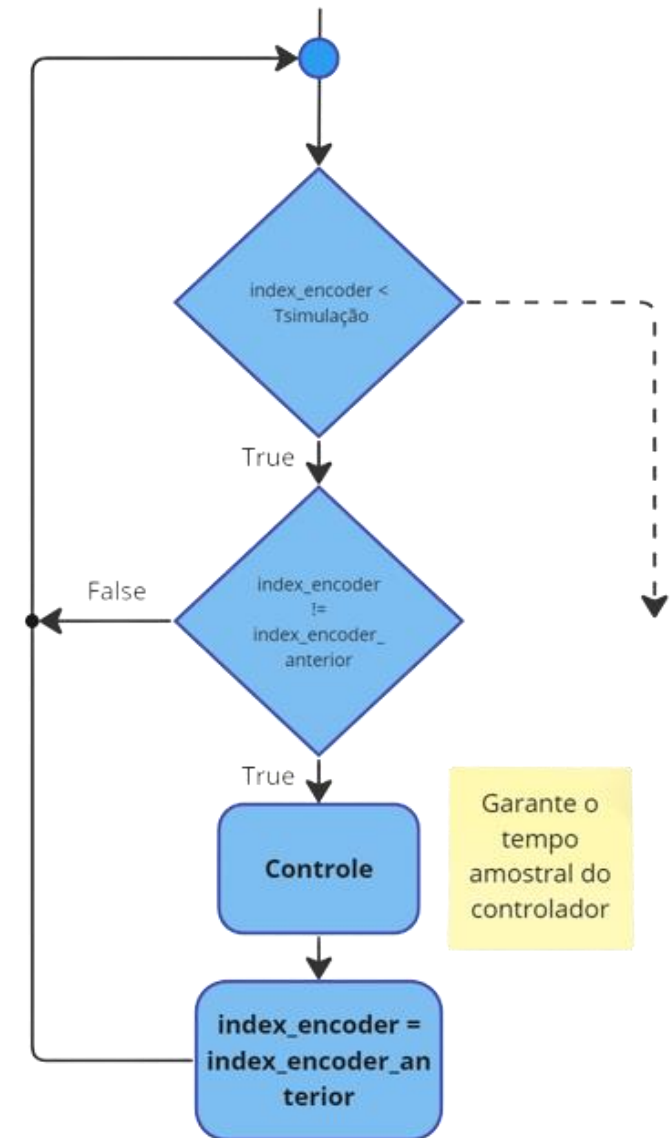 index_encoder <
Tsimulação
True
index_encoder
!=
index_encoder_
anterior
False
True
Controle
Garante o
tempo
amostral do
controlador
index_encoder =
index_encoder_an
terior